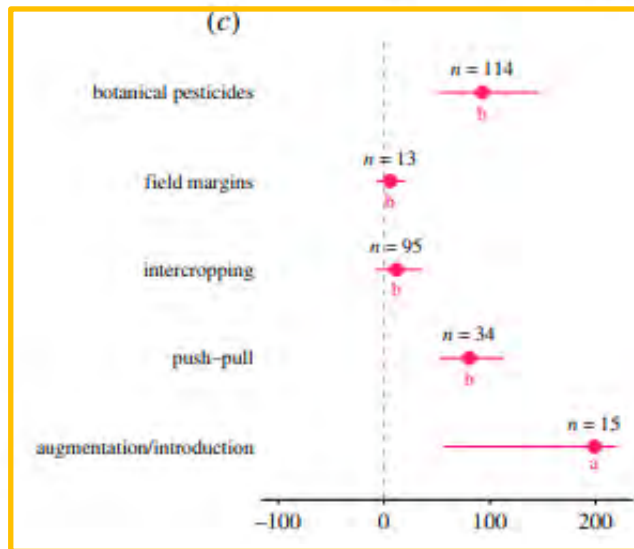 (c)
n = 114
botanical pesticides
b
n = 13
field margins
b
n = 95
intercropping
b
n = 34
push–pull
b
n = 15
augmentation/introduction
a
–100 0 100 200